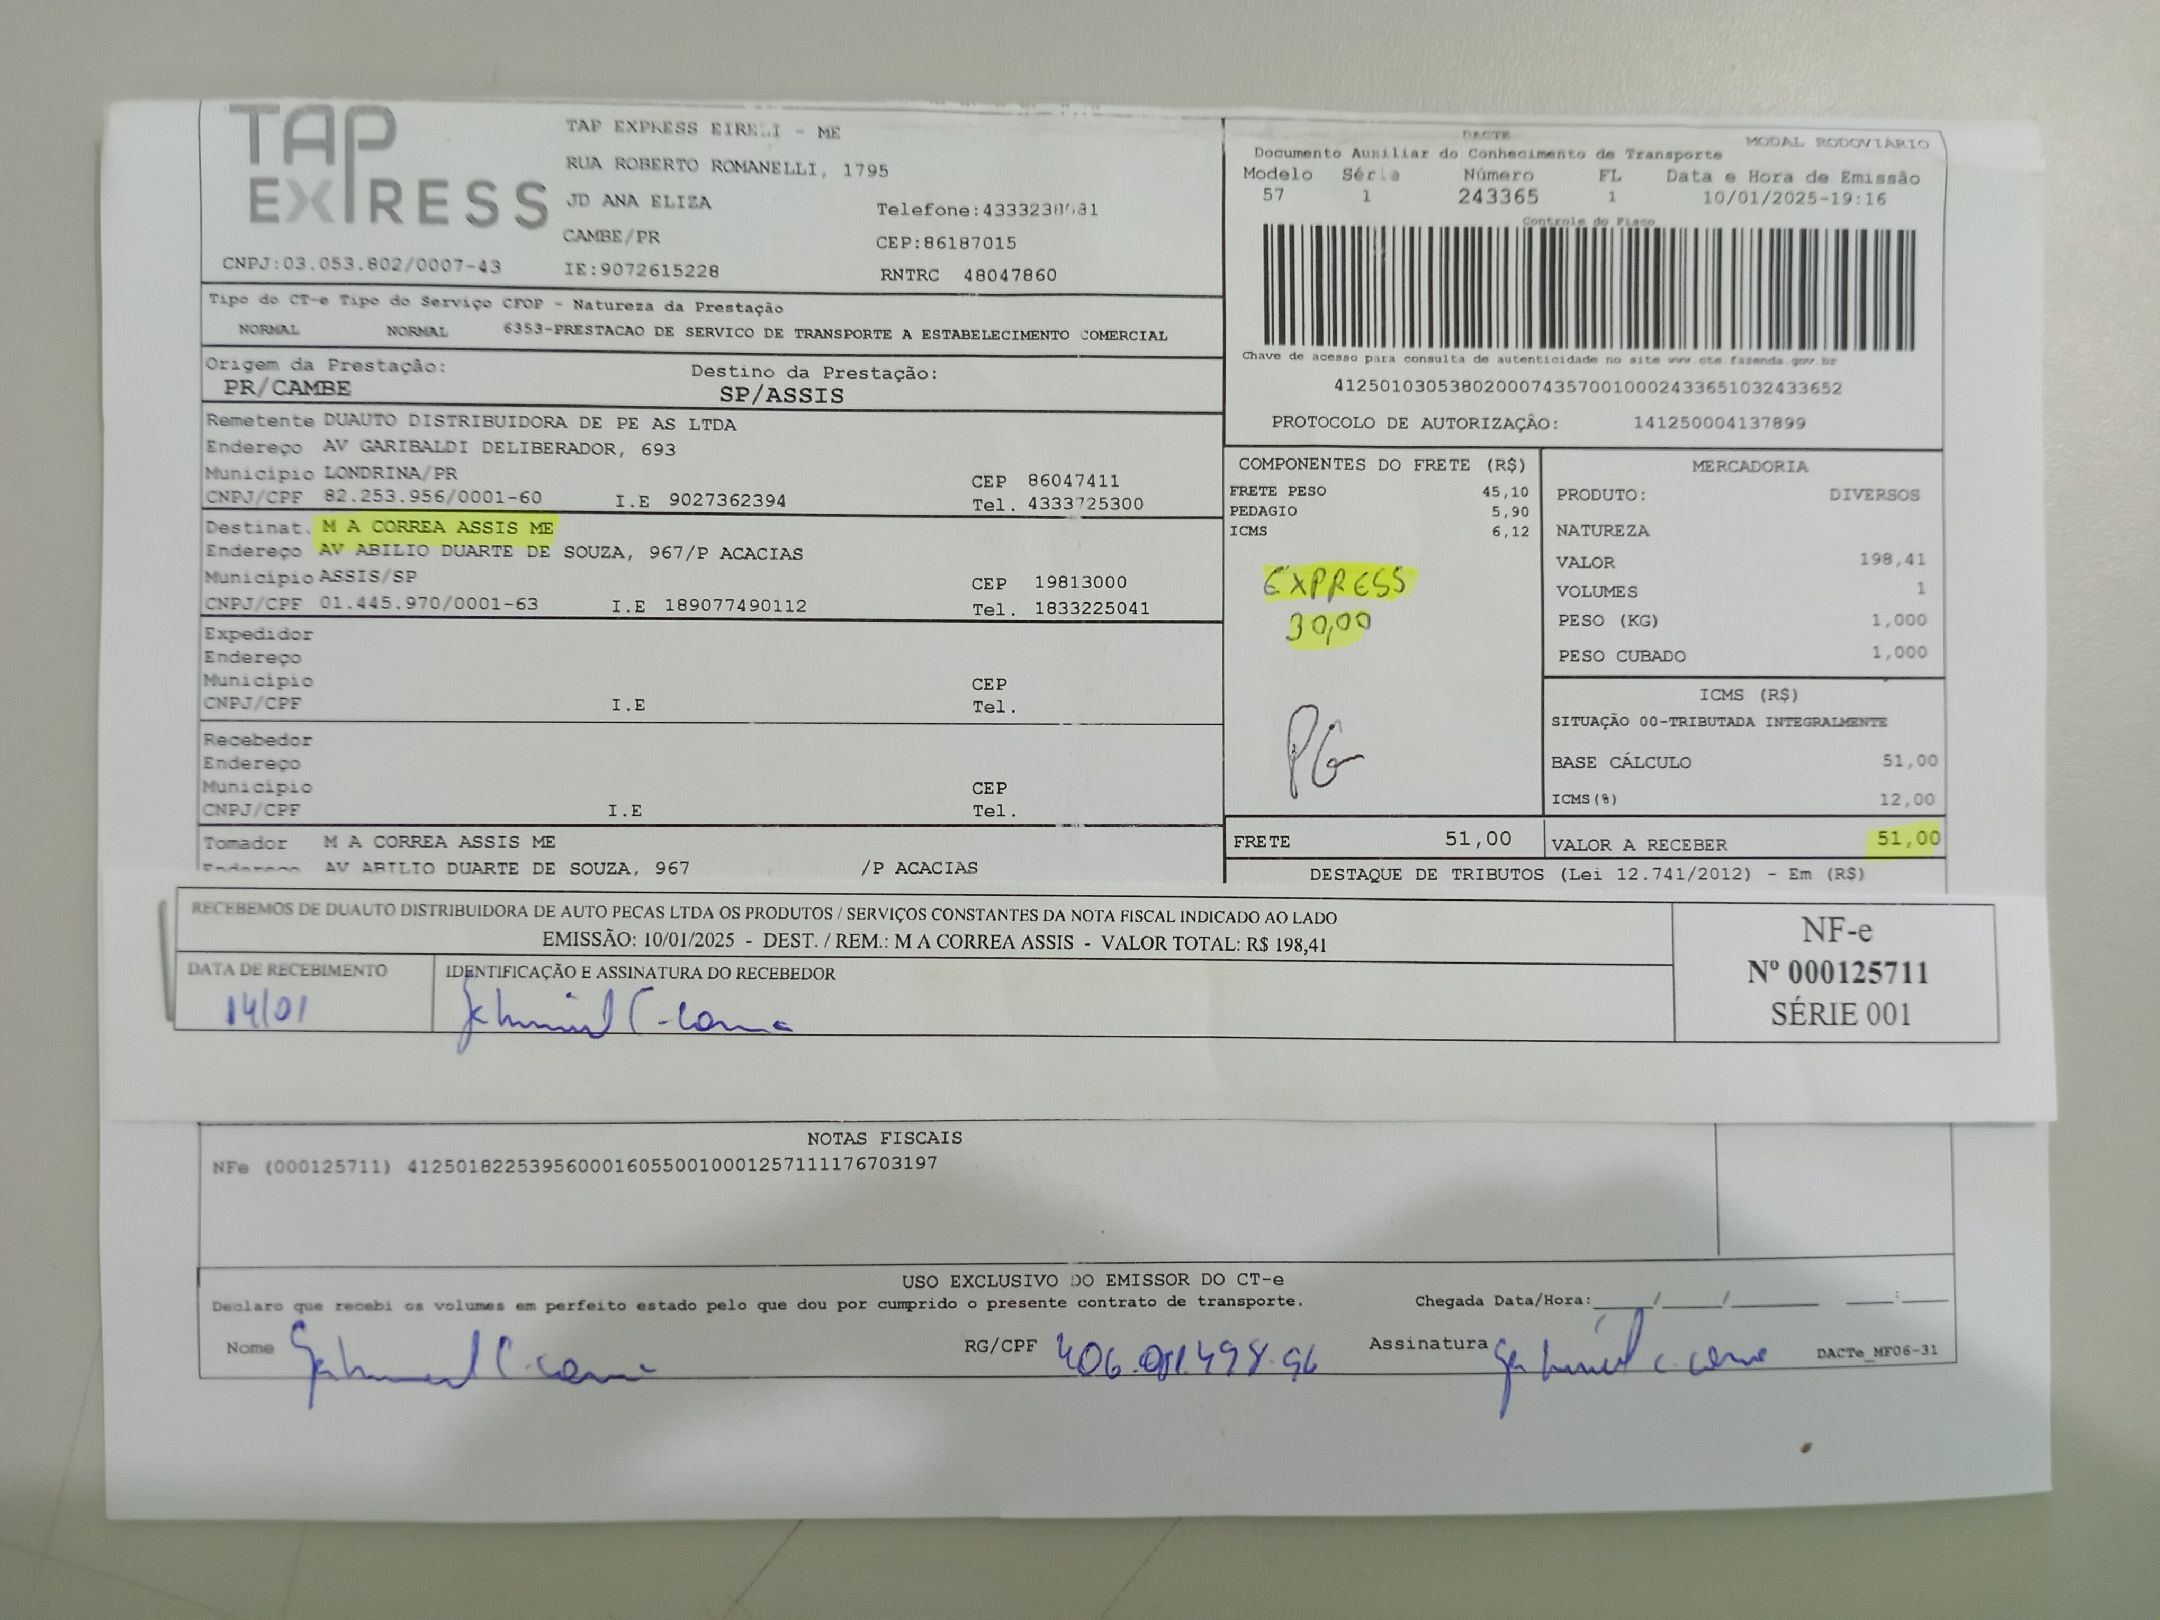 TAP
EXPRESS
CNPJ:03.053.802/0007-43
TAP EXPRESS EIRELI - ME
RUA ROBERTO ROMANELLI, 1795
JD ANA ELIZA
CAMBE/PR
IE:9072615228
CEP:86187015
RNTRC 48047860
DACTE
MODAL RODOVIARIO
Documento Auxiliar do Conhecimento de Transporte
Modelo Série Número FL Data e Hora de Emissão
57 1 243365 1 10/01/2025-19:16
Controle do Fisco
Chave de acesso para consulta de autenticidade no site www.cte.fazenda.gov.br
41250103053802000743570010002433651032433652
PROTOCOLO DE AUTORIZAÇÃO: 141250004137899
Tipo do CT-e Tipo do Serviço CFOP - Natureza da Prestação
NORMAL NORMAL 6353-PRESTACAO DE SERVICO DE TRANSPORTE A ESTABELECIMENTO COMERCIAL
Origem da Prestação: Destino da Prestação:
PR/CAMBE SP/ASSIS
Remetente DUAUTO DISTRIBUIDORA DE PE AS LTDA
Endereço AV GARIBALDI DELIBERADOR, 693
Município LONDRINA/PR CEP 86047411
CNPJ/CPF 82.253.956/0001-60 I.E 9027362394 Tel. 4333725300
Destinat. M A CORREA ASSIS ME
Endereço AV ABILIO DUARTE DE SOUZA, 967/P ACACIAS
Município ASSIS/SP CEP 19813000
CNPJ/CPF 01.445.970/0001-63 I.E 189077490112 Tel. 1833225041
Expedidor
Endereço
Município CEP
CNPJ/CPF I.E Tel.
Recebedor
Endereço
Município CEP
CNPJ/CPF I.E Tel.
Tomador M A CORREA ASSIS ME
Endereço AV ABILIO DUARTE DE SOUZA, 967 /P ACACIAS
COMPONENTES DO FRETE (R$)
FRETE PESO 45,10
PEDAGIO 5,90
ICMS 6,12
EXPRESS
30,00
PG
FRETE 51,00
MERCADORIA
PRODUTO: DIVERSOS
NATUREZA
VALOR 198,41
VOLUMES 1
PESO (KG) 1,000
PESO CUBADO 1,000
ICMS (R$)
SITUAÇÃO 00-TRIBUTADA INTEGRALMENTE
BASE CÁLCULO 51,00
ICMS(%) 12,00
VALOR A RECEBER 51,00
DESTAQUE DE TRIBUTOS (Lei 12.741/2012) - Em (R$)
RECEBEMOS DE DUAUTO DISTRIBUIDORA DE AUTO PECAS LTDA OS PRODUTOS / SERVIÇOS CONSTANTES DA NOTA FISCAL INDICADO AO LADO
EMISSÃO: 10/01/2025 - DEST. / REM.: M A CORREA ASSIS - VALOR TOTAL: R$ 198,41
DATA DE RECEBIMENTO IDENTIFICAÇÃO E ASSINATURA DO RECEBEDOR
14/01
NF-e
Nº 000125711
SÉRIE 001
NOTAS FISCAIS
NFe (000125711) 41250182253956000160550010001257111176703197
USO EXCLUSIVO DO EMISSOR DO CT-e
Declaro que recebi os volumes em perfeito estado pelo que dou por cumprido o presente contrato de transporte. Chegada Data/Hora:____/____/______ ___:___
Nome RG/CPF Assinatura DACTe_MF06-31